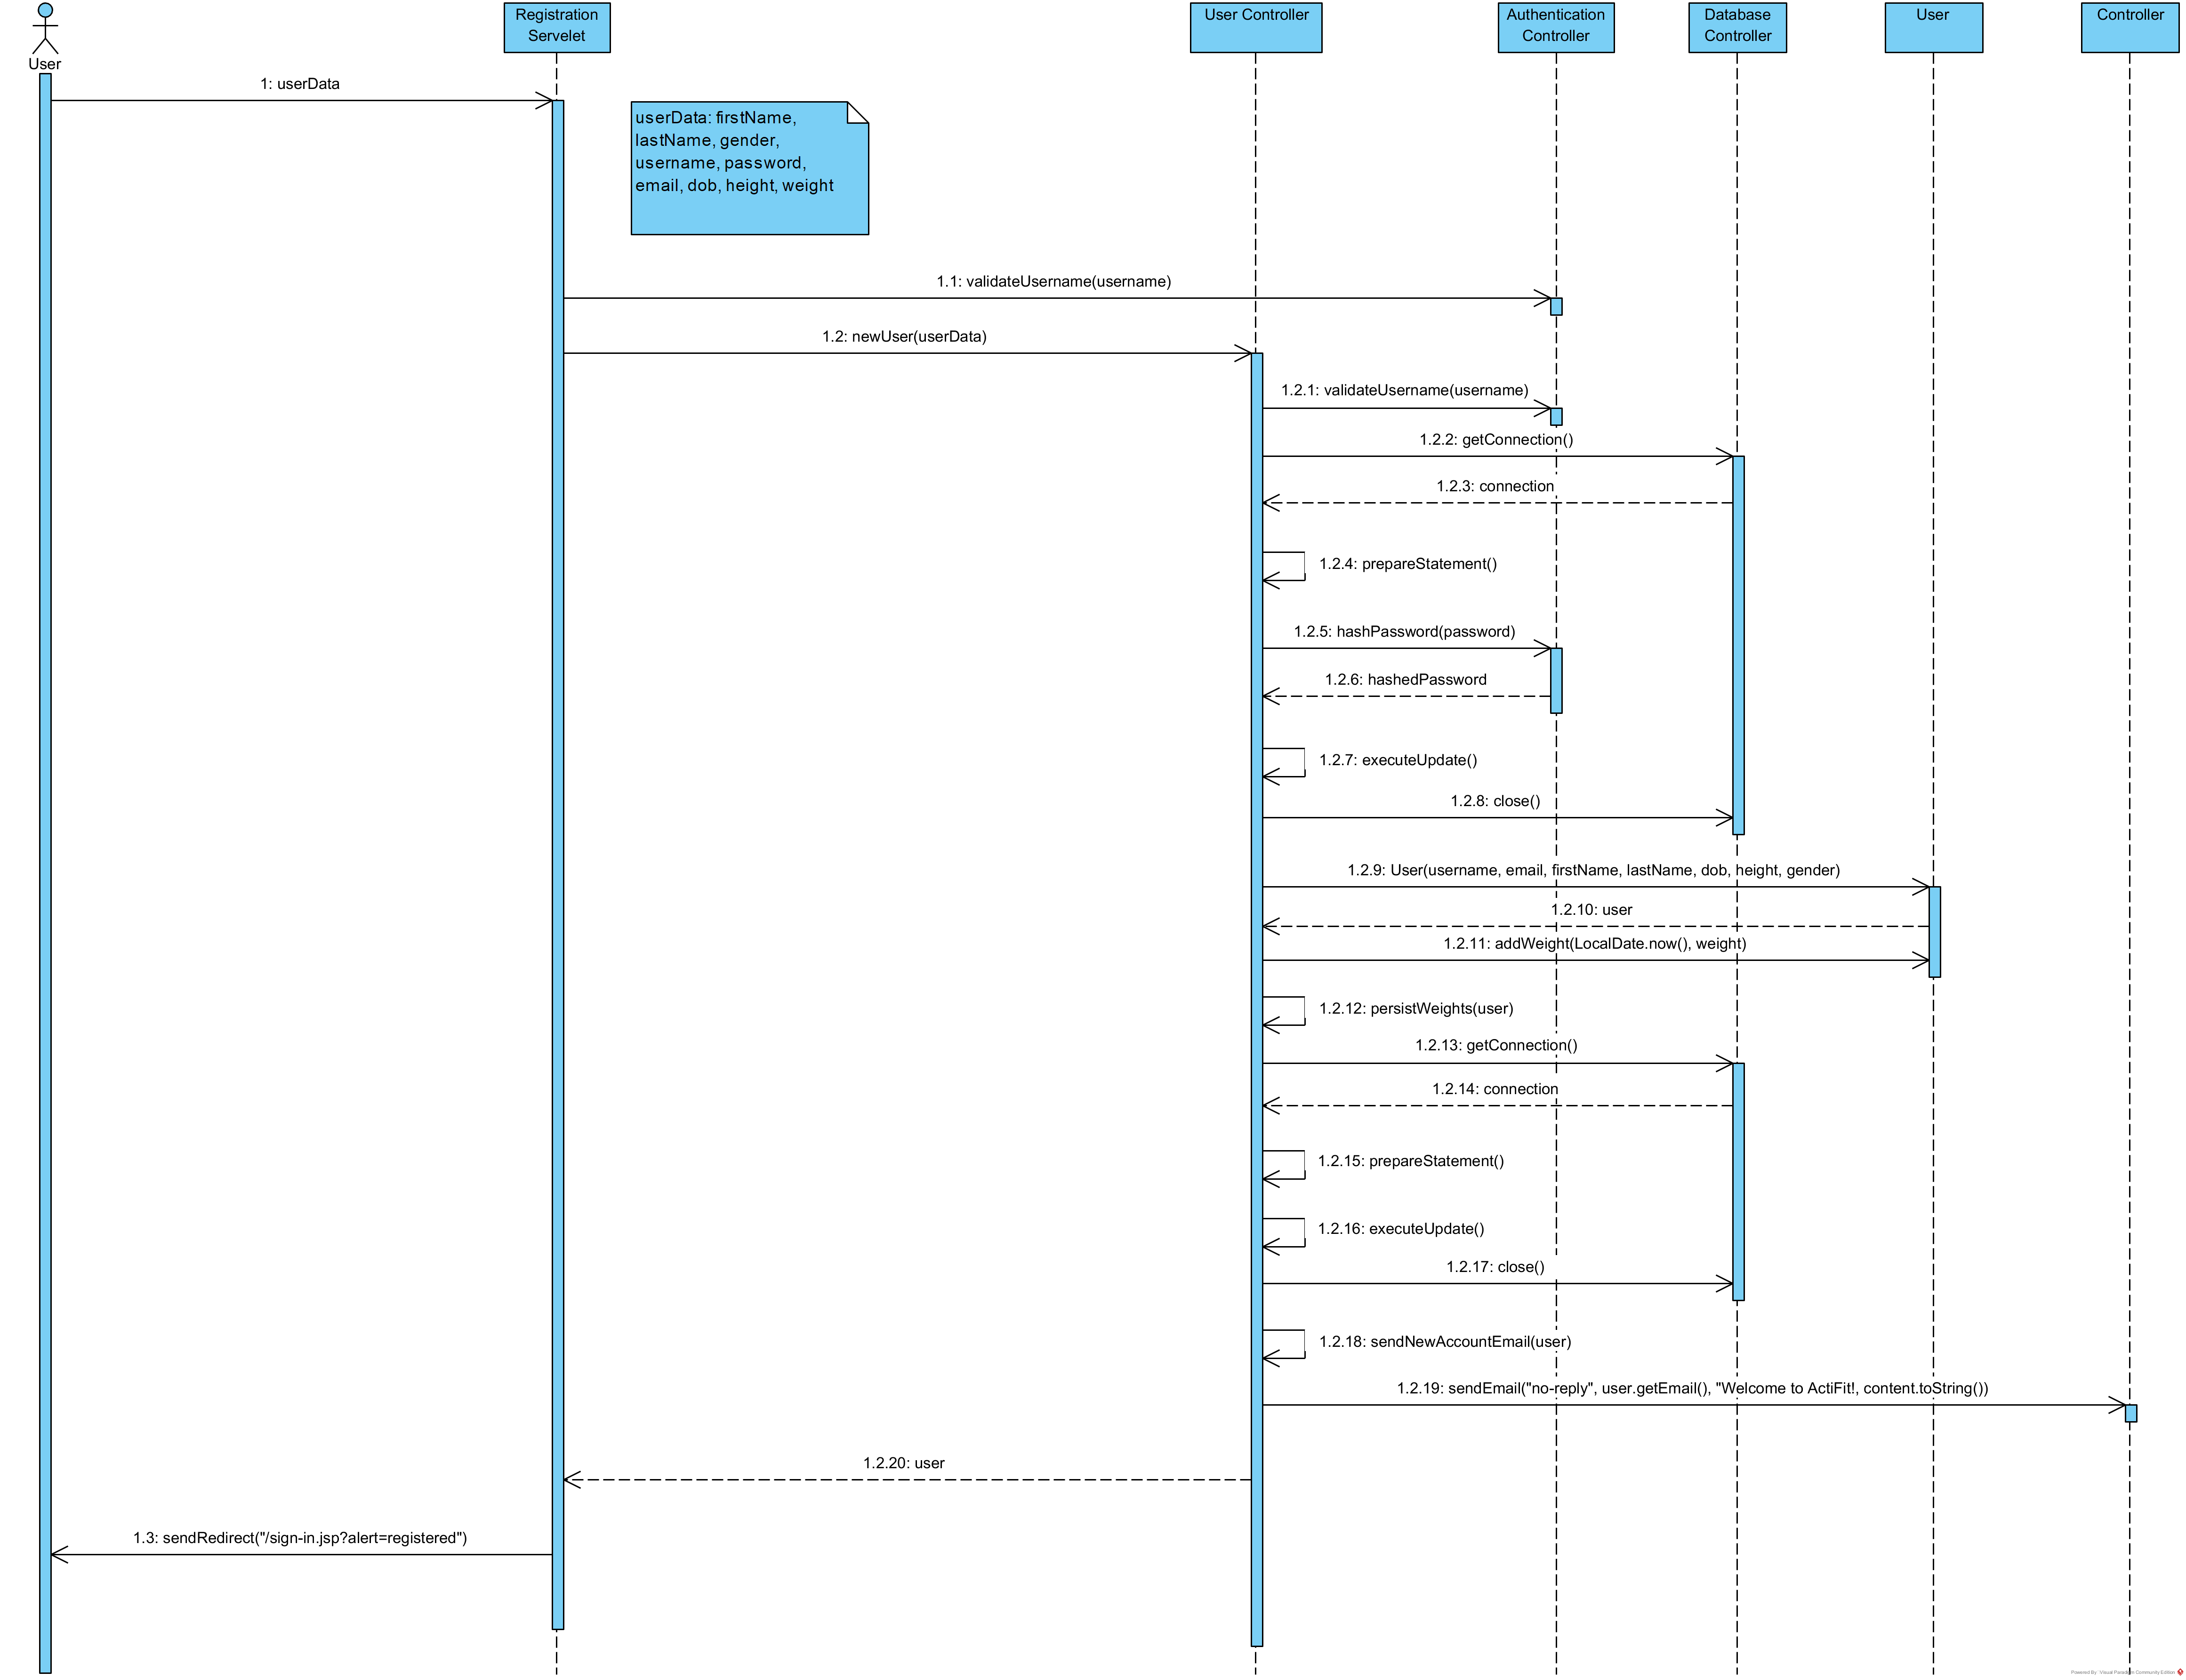 Registration
Servelet
User Controller
Authentication
Controller
Database
Controller
User
Controller
User
1: userData
userData: firstName,
lastName, gender,
username, password,
email, dob, height, weight
1.1: validateUsername(username)
1.2: newUser(userData)
1.2.1: validateUsername(username)
1.2.2: getConnection()
1.2.3: connection
1.2.4: prepareStatement()
1.2.5: hashPassword(password)
1.2.6: hashedPassword
1.2.7: executeUpdate()
1.2.8: close()
1.2.9: User(username, email, firstName, lastName, dob, height, gender)
1.2.10: user
1.2.11: addWeight(LocalDate.now(), weight)
1.2.12: persistWeights(user)
1.2.13: getConnection()
1.2.14: connection
1.2.15: prepareStatement()
1.2.16: executeUpdate()
1.2.17: close()
1.2.18: sendNewAccountEmail(user)
1.2.19: sendEmail("no-reply", user.getEmail(), "Welcome to ActiFit!, content.toString())
1.2.20: user
1.3: sendRedirect("/sign-in.jsp?alert=registered")
Powered By Visual Paradigm Community Edition